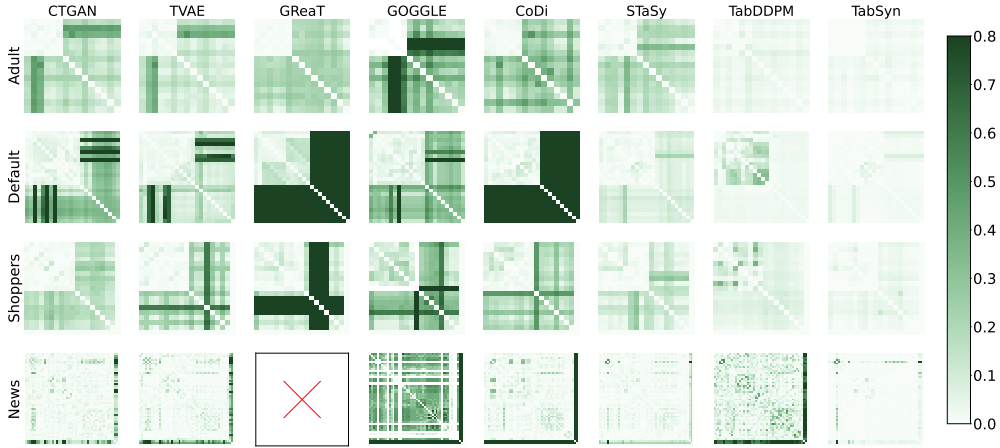 CTGAN TVAE GReaT GOGGLE CoDi STaSy TabDDPM TabSyn
Adult
Default
Shoppers
News
0.8
0.7
0.6
0.5
0.4
0.3
0.2
0.1
0.0